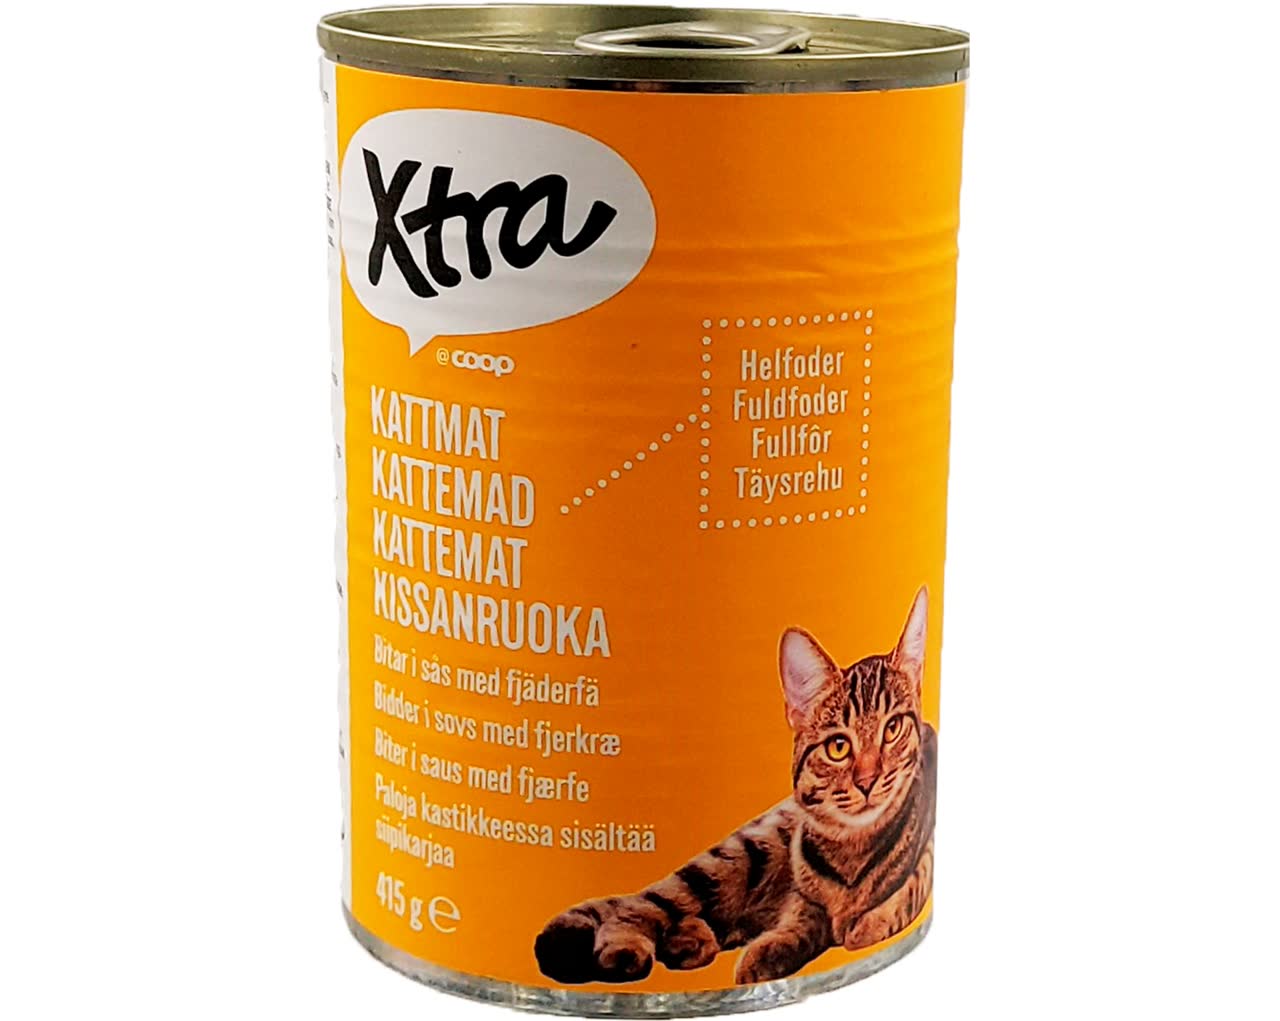 Xtra
@coop
KATTMAT
KATTEMAD
KATTEMAT
KISSANRUOKA
Helfoder
Fuldfoder
Fullfôr
Täysrehu
Bitar i sås med fjäderfä
Bidder i sovs med fjerkræ
Biter i saus med fjærfe
Paloja kastikkeessa sisältää
siipikarjaa
415 g ℮